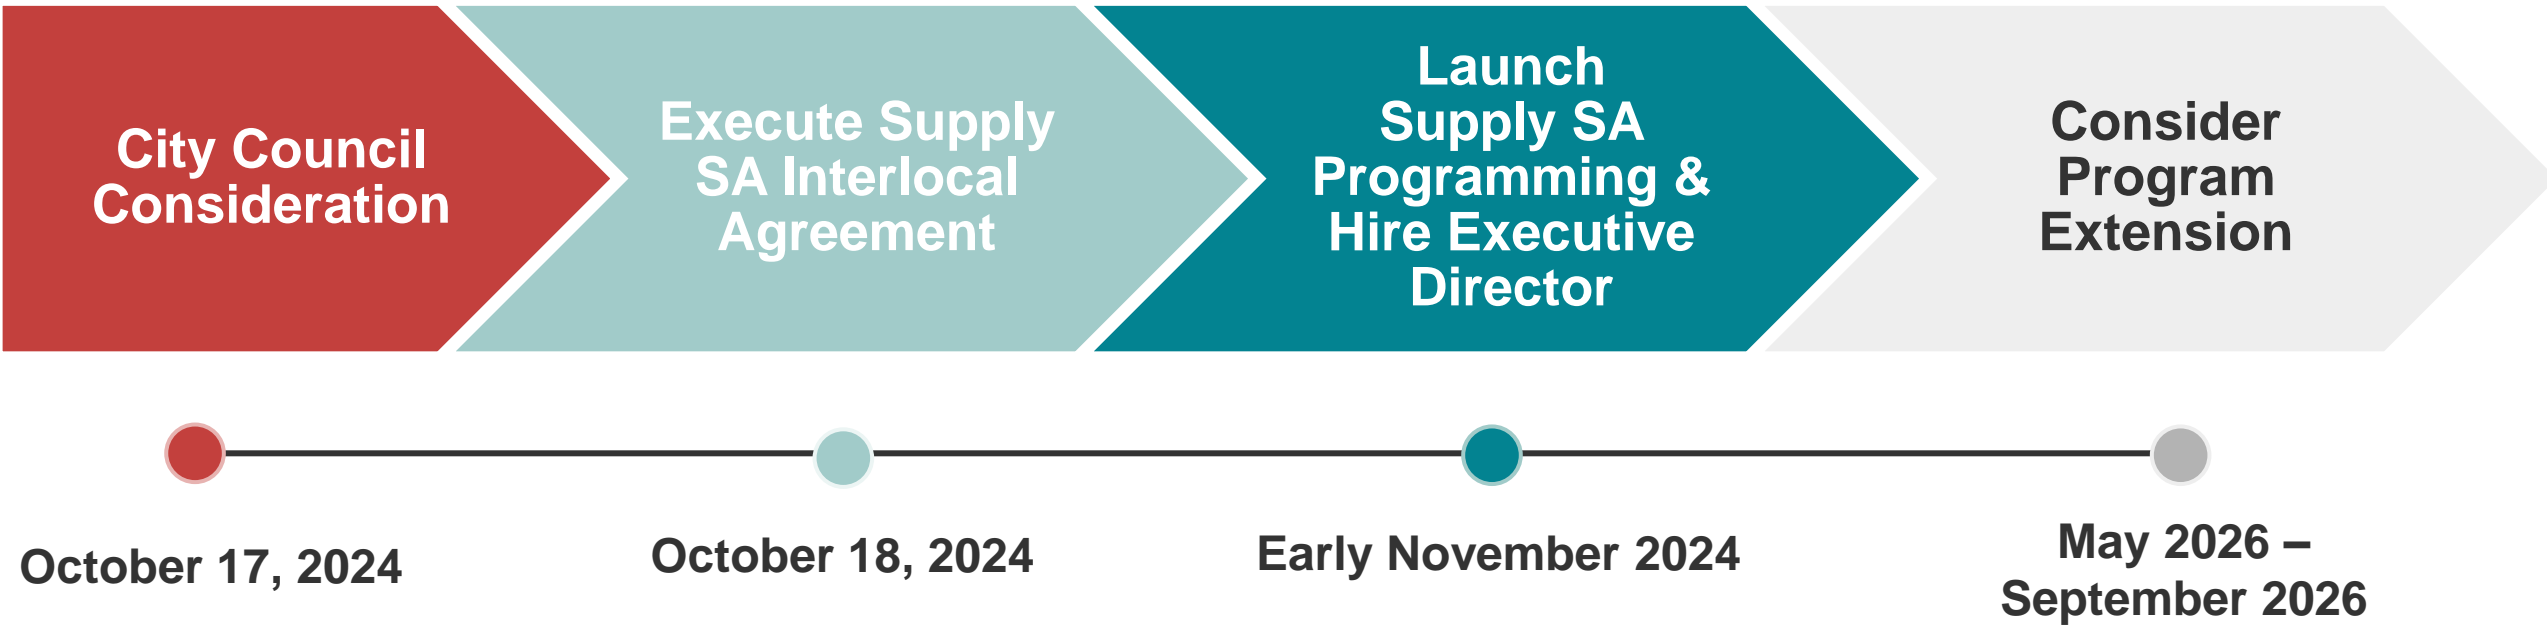 City Council
Consideration
Execute Supply
SA Interlocal
Agreement
Launch
Supply SA
Programming &
Hire Executive
Director
Consider
Program
Extension
October 17, 2024
October 18, 2024
Early November 2024
May 2026 –
September 2026